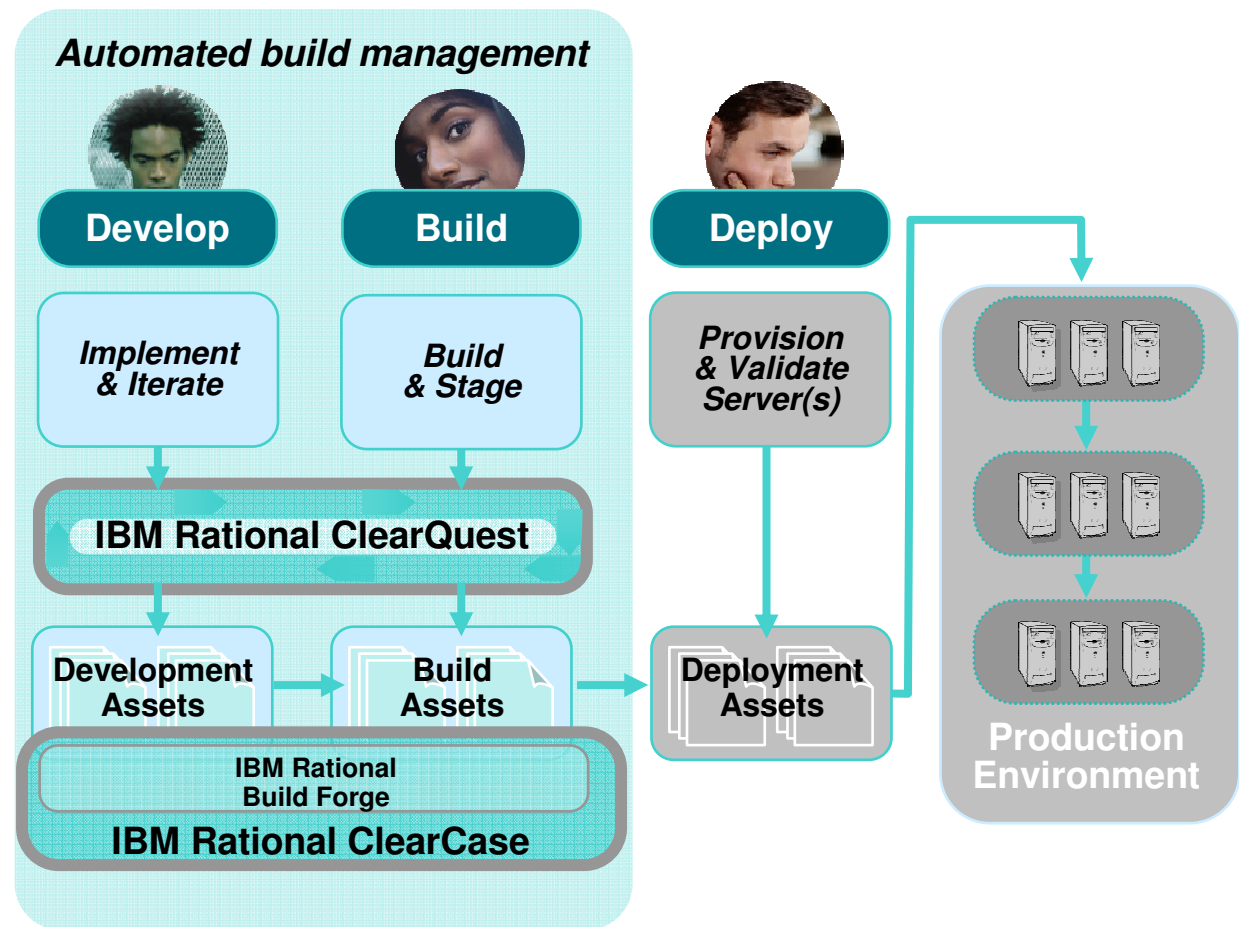 Automated build management
Develop
Build
Deploy
Implement
& Iterate
Build
& Stage
Provision
& Validate
Server(s)
IBM Rational ClearQuest
Development
Assets
Build
Assets
Deployment
Assets
IBM Rational
Build Forge
IBM Rational ClearCase
Production
Environment